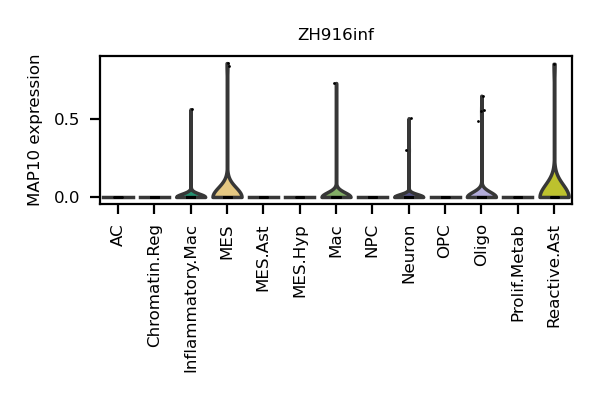 ZH916inf
MAP10 expression
0.5
0.0
AC
Chromatin.Reg
Inflammatory.Mac
MES
MES.Ast
MES.Hyp
Mac
NPC
Neuron
OPC
Oligo
Prolif.Metab
Reactive.Ast